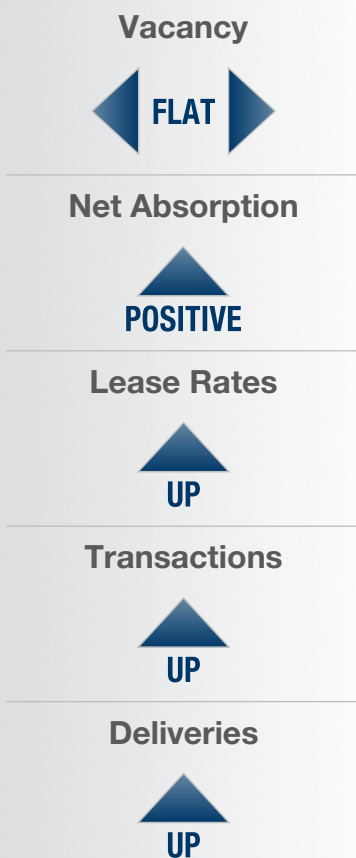 Vacancy
FLAT
Net Absorption
POSITIVE
Lease Rates
UP
Transactions
UP
Deliveries
UP